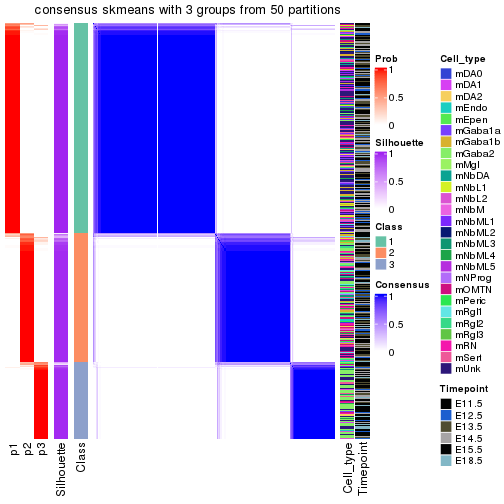 consensus skmeans with 3 groups from 50 partitions
Prob
1
0.5
0
Silhouette
1
0.5
0
Class
1
2
3
Consensus
1
0.5
0
Cell_type
mDA0
mDA1
mDA2
mEndo
mEpen
mGaba1a
mGaba1b
mGaba2
mMgl
mNbDA
mNbL1
mNbL2
mNbM
mNbML1
mNbML2
mNbML3
mNbML4
mNbML5
mNProg
mOMTN
mPeric
mRgl1
mRgl2
mRgl3
mRN
mSert
mUnk
Timepoint
E11.5
E12.5
E13.5
E14.5
E15.5
E18.5
p1
p2
p3
Silhouette
Class
Cell_type
Timepoint